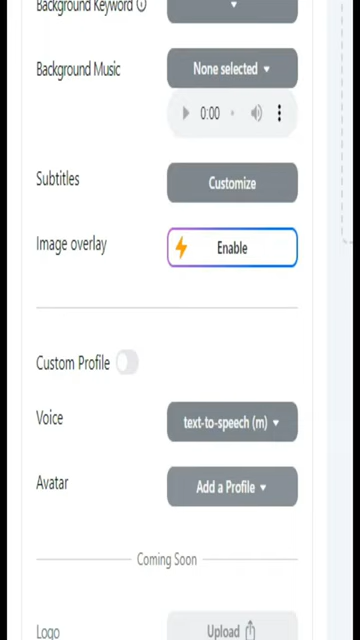 Background Keyword
Background Music None selected
0:00
Subtitles Customize
Image overlay Enable
Custom Profile
Voice text-to-speech (m)
Avatar Add a Profile
Coming Soon
Logo Upload